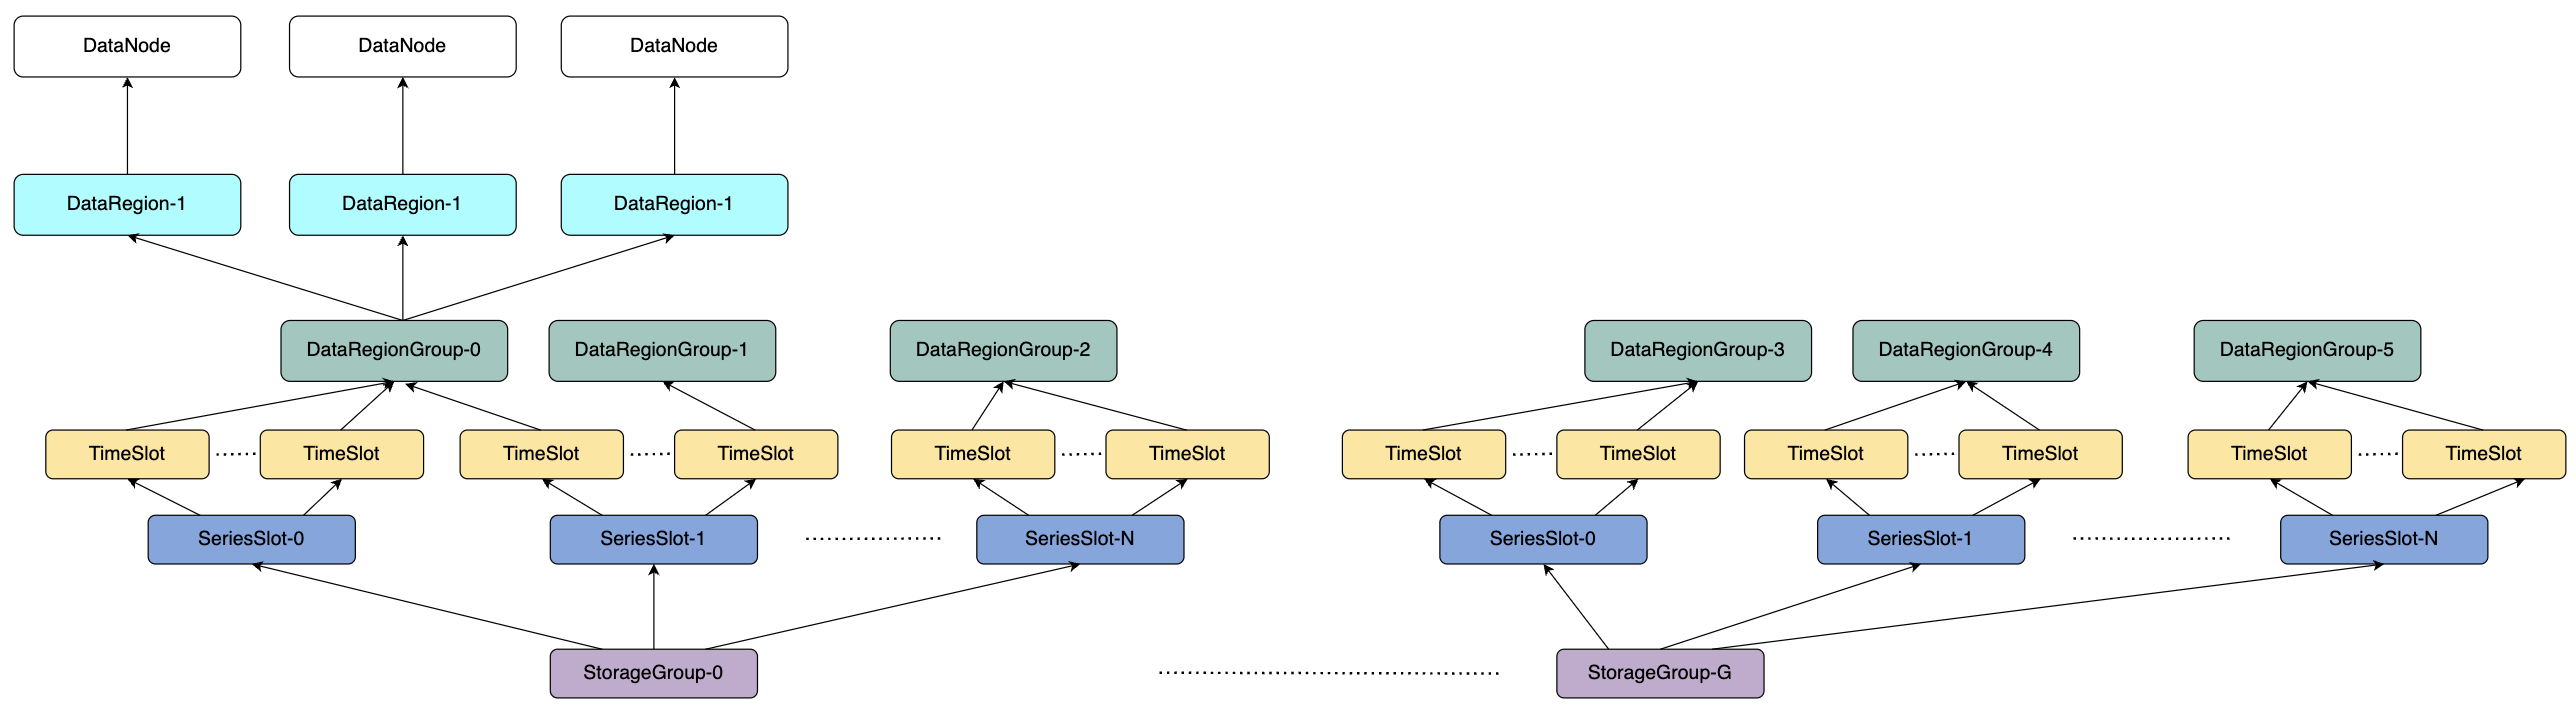 DataNode
DataNode
DataNode
DataRegion-1
DataRegion-1
DataRegion-1
DataRegionGroup-0
DataRegionGroup-1
DataRegionGroup-2
DataRegionGroup-3
DataRegionGroup-4
DataRegionGroup-5
TimeSlot
TimeSlot
TimeSlot
TimeSlot
TimeSlot
TimeSlot
TimeSlot
TimeSlot
TimeSlot
TimeSlot
TimeSlot
TimeSlot
SeriesSlot-0
SeriesSlot-1
SeriesSlot-N
SeriesSlot-0
SeriesSlot-1
SeriesSlot-N
StorageGroup-0
StorageGroup-G